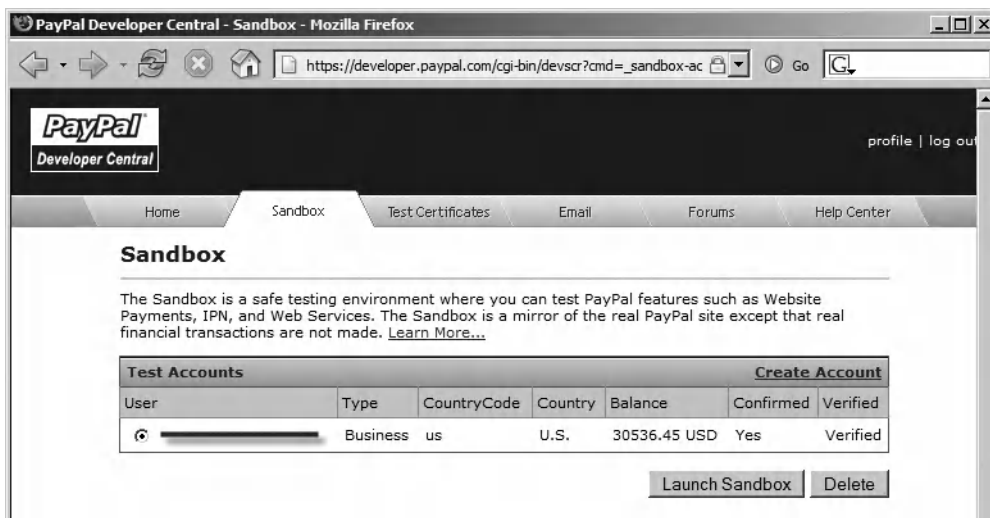 PayPal Developer Central - Sandbox - Mozilla Firefox
https://developer.paypal.com/cgi-bin/devscr?cmd=_sandbox-ac
Go
G
PayPal
Developer Central
profile | log out
Home Sandbox Test Certificates Email Forums Help Center
Sandbox
The Sandbox is a safe testing environment where you can test PayPal features such as Website
Payments, IPN, and Web Services. The Sandbox is a mirror of the real PayPal site except that real
financial transactions are not made. Learn More...
Test Accounts Create Account
User Type CountryCode Country Balance Confirmed Verified
Business us U.S. 30536.45 USD Yes Verified
Launch Sandbox Delete